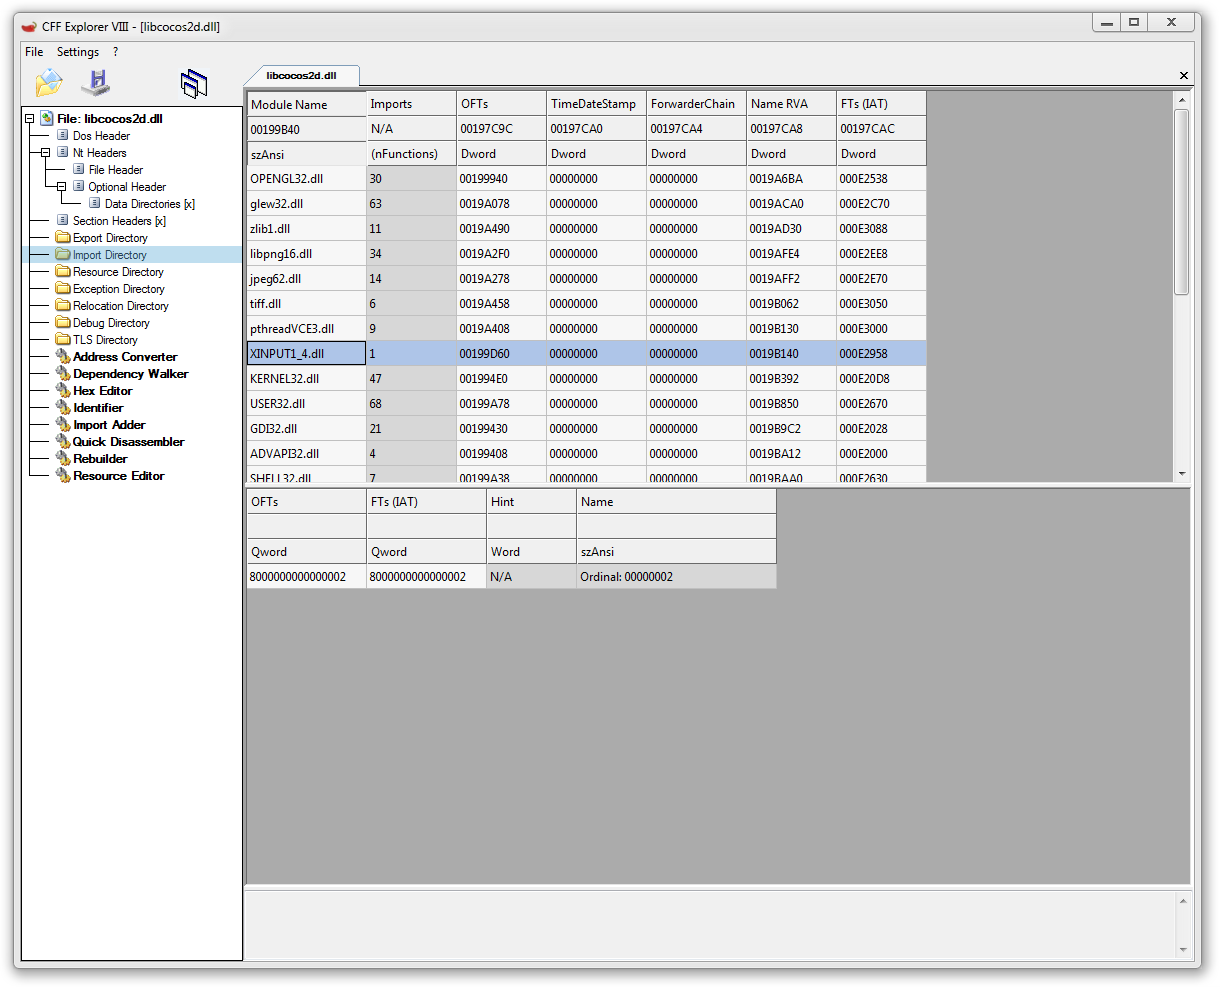 CFF Explorer VIII - [libcocos2d.dll]
File Settings ?
libcocos2d.dll
File: libcocos2d.dll
Dos Header
Nt Headers
File Header
Optional Header
Data Directories [x]
Section Headers [x]
Export Directory
Import Directory
Resource Directory
Exception Directory
Relocation Directory
Debug Directory
TLS Directory
Address Converter
Dependency Walker
Hex Editor
Identifier
Import Adder
Quick Disassembler
Rebuilder
Resource Editor
Module Name Imports OFTs TimeDateStamp ForwarderChain Name RVA FTs (IAT)
00199B40 N/A 00197C9C 00197CA0 00197CA4 00197CA8 00197CAC
szAnsi (nFunctions) Dword Dword Dword Dword Dword
OPENGL32.dll 30 00199940 00000000 00000000 0019A6BA 000E2538
glew32.dll 63 0019A078 00000000 00000000 0019ACA0 000E2C70
zlib1.dll 11 0019A490 00000000 00000000 0019AD30 000E3088
libpng16.dll 34 0019A2F0 00000000 00000000 0019AFE4 000E2EE8
jpeg62.dll 14 0019A278 00000000 00000000 0019AFF2 000E2E70
tiff.dll 6 0019A458 00000000 00000000 0019B062 000E3050
pthreadVCE3.dll 9 0019A408 00000000 00000000 0019B130 000E3000
XINPUT1_4.dll 1 00199D60 00000000 00000000 0019B140 000E2958
KERNEL32.dll 47 001994E0 00000000 00000000 0019B392 000E20D8
USER32.dll 68 00199A78 00000000 00000000 0019B850 000E2670
GDI32.dll 21 00199430 00000000 00000000 0019B9C2 000E2028
ADVAPI32.dll 4 00199408 00000000 00000000 0019BA12 000E2000
SHELL32.dll 7 00199A38 00000000 00000000 0019BAA0 000E2630
OFTs FTs (IAT) Hint Name
Qword Qword Word szAnsi
8000000000000002 8000000000000002 N/A Ordinal: 00000002